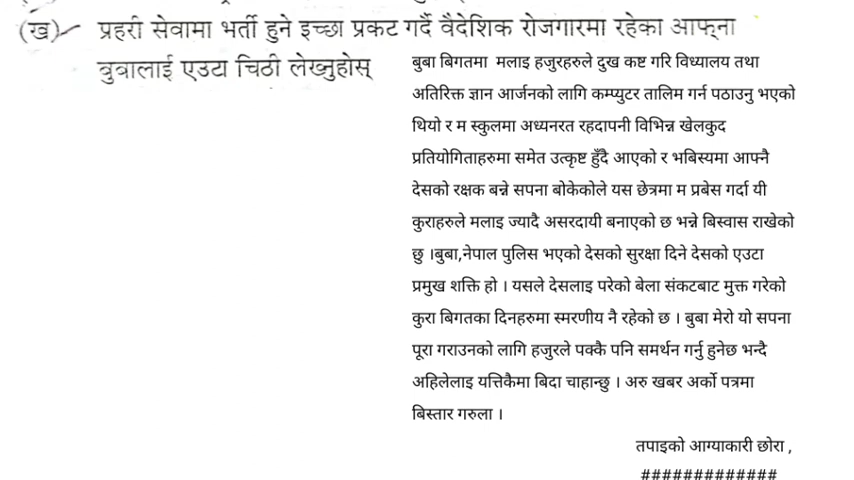 (ख) प्रहरी सेवामा भर्ती हुने इच्छा प्रकट गर्दै वैदेशिक रोजगारमा रहेका आफ्ना
बुवालाई एउटा चिठी लेख्नुहोस्
बुबा बिगतमा मलाइ हजुरहरुले दुख कष्ट गरि विध्यालय तथा
अतिरिक्त ज्ञान आर्जनको लागि कम्प्युटर तालिम गर्न पठाउनु भएको
थियो र म स्कुलमा अध्यनरत रहदापनी विभिन्न खेलकुद
प्रतियोगिताहरुमा समेत उत्कृष्ट हुँदै आएको र भबिस्यमा आफ्नै
देसको रक्षक बन्ने सपना बोकेकोले यस छेत्रमा म प्रबेस गर्दा यी
कुराहरुले मलाइ ज्यादै असरदायी बनाएको छ भन्ने बिस्वास राखेको
छु ।बुबा,नेपाल पुलिस भएको देसको सुरक्षा दिने देसको एउटा
प्रमुख शक्ति हो । यसले देसलाइ परेको बेला संकटबाट मुक्त गरेको
कुरा बिगतका दिनहरुमा स्मरणीय नै रहेको छ । बुबा मेरो यो सपना
पूरा गराउनको लागि हजुरले पक्कै पनि समर्थन गर्नु हुनेछ भन्दै
अहिलेलाइ यत्तिकैमा बिदा चाहान्छु । अरु खबर अर्को पत्रमा
बिस्तार गरुला ।
तपाइको आग्याकारी छोरा ,
#############